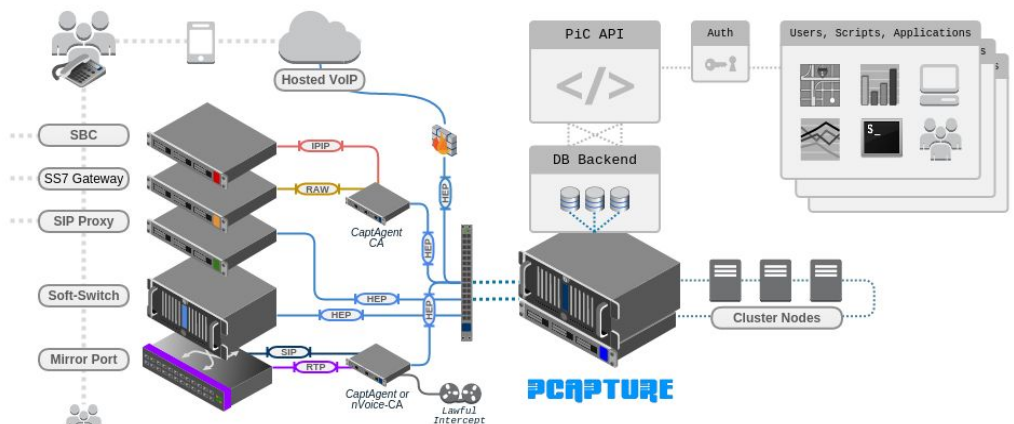 PiC API
Auth
Users, Scripts, Applications
s
s
Hosted VoIP
SBC
IPIP
DB Backend
S_
SS7 Gateway
RAW
HEP
SIP Proxy
CaptAgent
CA
HEP
Soft-Switch
HEP
HEP
HEP
Cluster Nodes
Mirror Port
SIP
RTP
CaptAgent or
nVoice-CA
PCAPTURE
Lawful
Intercept